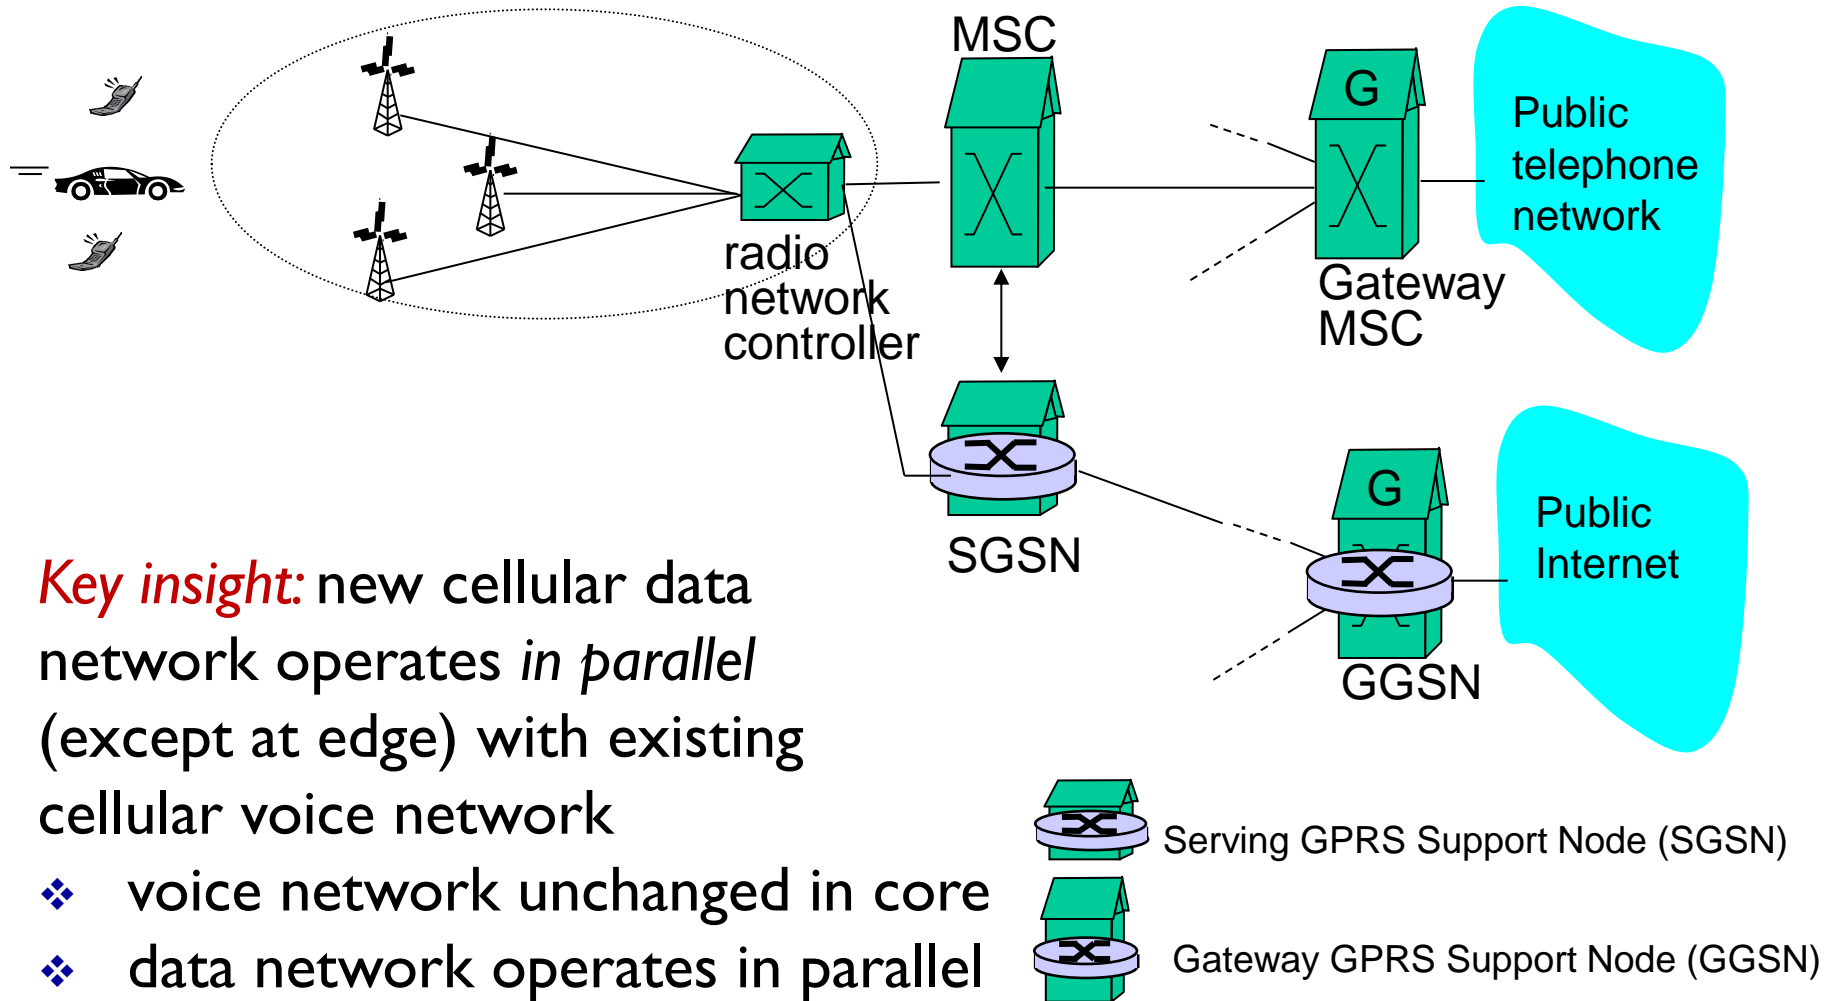 MSC
G
Public
telephone
network
radio
network
controller
Gateway
MSC
SGSN
G
GGSN
Public
Internet
Key insight: new cellular data
network operates in parallel
(except at edge) with existing
cellular voice network
❖ voice network unchanged in core
❖ data network operates in parallel
Serving GPRS Support Node (SGSN)
Gateway GPRS Support Node (GGSN)